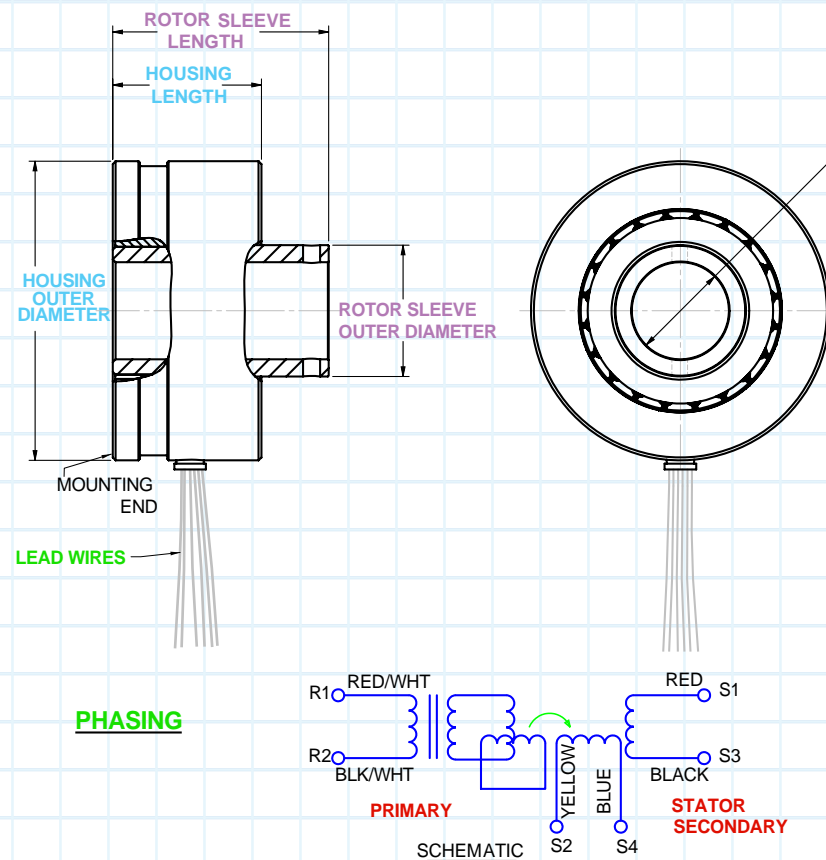 ROTOR SLEEVE
LENGTH
HOUSING
LENGTH
HOUSING
OUTER
DIAMETER
ROTOR SLEEVE
OUTER DIAMETER
MOUNTING
END
LEAD WIRES
PHASING
R1
RED/WHT
R2
BLK/WHT
PRIMARY
YELLOW
BLUE
RED
S1
S3
BLACK
STATOR
SECONDARY
S2
S4
SCHEMATIC